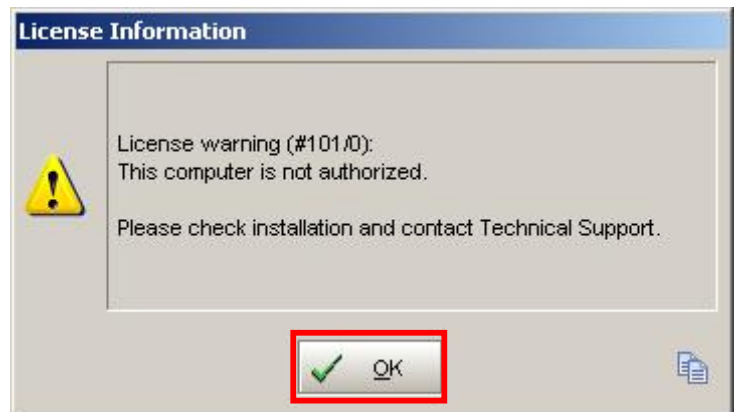 License Information
License warning (#101/0):
This computer is not authorized.
Please check installation and contact Technical Support.
OK